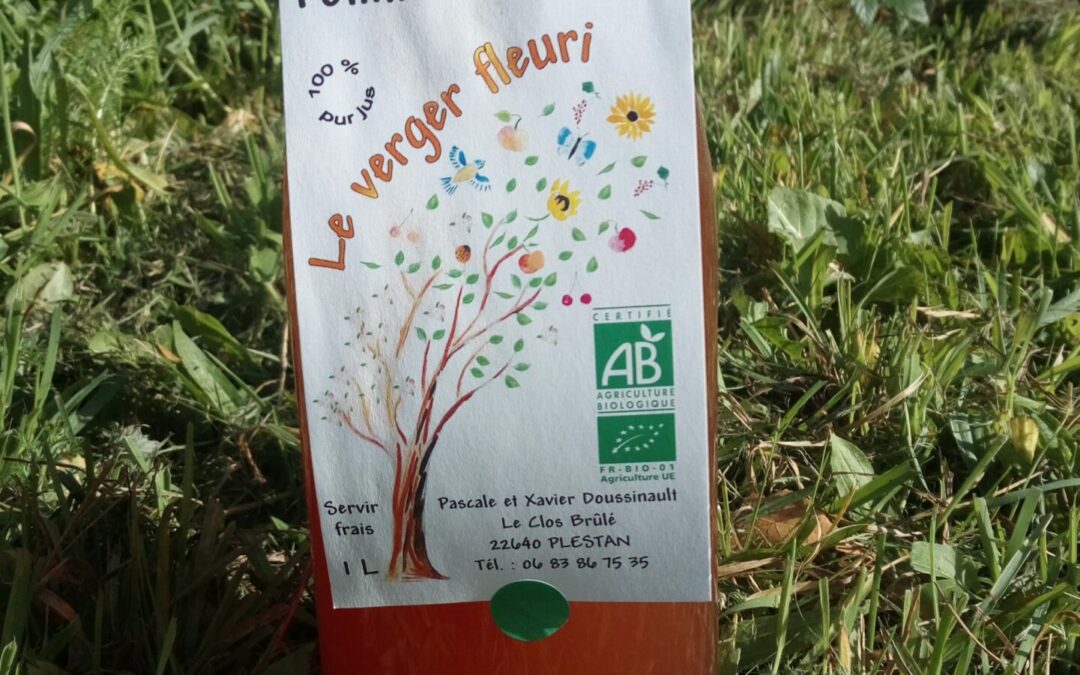 100 %
pur jus
Le verger fleuri
CERTIFIÉ
AB
AGRICULTURE
BIOLOGIQUE
FR-BIO-01
Agriculture UE
Servir
frais
1 L
Pascale et Xavier Doussinault
Le Clos Brûlé
22640 PLESTAN
Tél. : 06 83 86 75 35